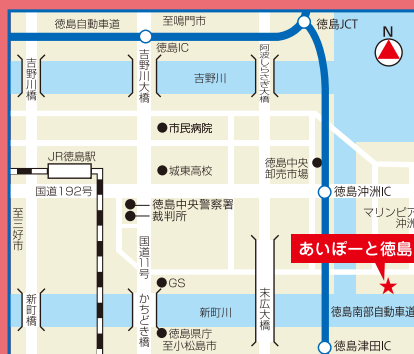 徳島自動車道
至鳴門市
徳島JCT
徳島IC
N
吉野川橋
吉野川大橋
吉野川
阿波しらさぎ大橋
市民病院
JR徳島駅
城東高校
徳島中央
卸売市場
国道192号
徳島沖洲IC
徳島中央警察署
裁判所
マリンピア
沖洲
至三好市
国道11号
あいぽーと徳島
GS
新町橋
かちどき橋
新町川
末広大橋
徳島南部自動車道
徳島県庁
至小松島市
徳島津田IC